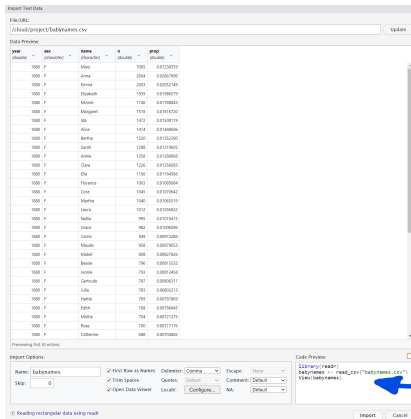 Import Text Data
File/URL:
/cloud/project/babynames.csv Update
Data Preview:
year sex name n prop
(double) (character) (character) (double) (double)
1880 F Mary 7065 0.07238359
1880 F Anna 2604 0.02667896
1880 F Emma 2003 0.02052149
1880 F Elizabeth 1939 0.01986579
1880 F Minnie 1746 0.01788843
1880 F Margaret 1578 0.01616720
1880 F Ida 1472 0.01508119
1880 F Alice 1414 0.01448696
1880 F Bertha 1320 0.01352390
1880 F Sarah 1288 0.01319605
1880 F Annie 1258 0.01288868
1880 F Clara 1226 0.01256083
1880 F Ella 1156 0.01184366
1880 F Florence 1063 0.01089084
1880 F Cora 1045 0.01070642
1880 F Martha 1040 0.01065519
1880 F Laura 1012 0.01036832
1880 F Nellie 995 0.01019415
1880 F Grace 982 0.01006096
1880 F Carrie 949 0.00972286
1880 F Maude 858 0.00879053
1880 F Mabel 808 0.00827826
1880 F Bessie 796 0.00815532
1880 F Jennie 793 0.00812458
1880 F Gertrude 787 0.00806311
1880 F Julia 783 0.00802213
1880 F Hattie 769 0.00787869
1880 F Edith 768 0.00786845
1880 F Mattie 704 0.00721275
1880 F Rose 700 0.00717176
1880 F Catherine 688 0.00704882
Previewing first 50 entries.
Import Options: Code Preview:
Name: babynames First Row as Names Delimiter: Comma Escape: None
Skip: 0 Trim Spaces Quotes: Default Comment: Default
Open Data Viewer Locale: Configure... NA: Default
library(readr)
babynames <- read_csv("babynames.csv")
View(babynames)
Reading rectangular data using readr Import Cancel